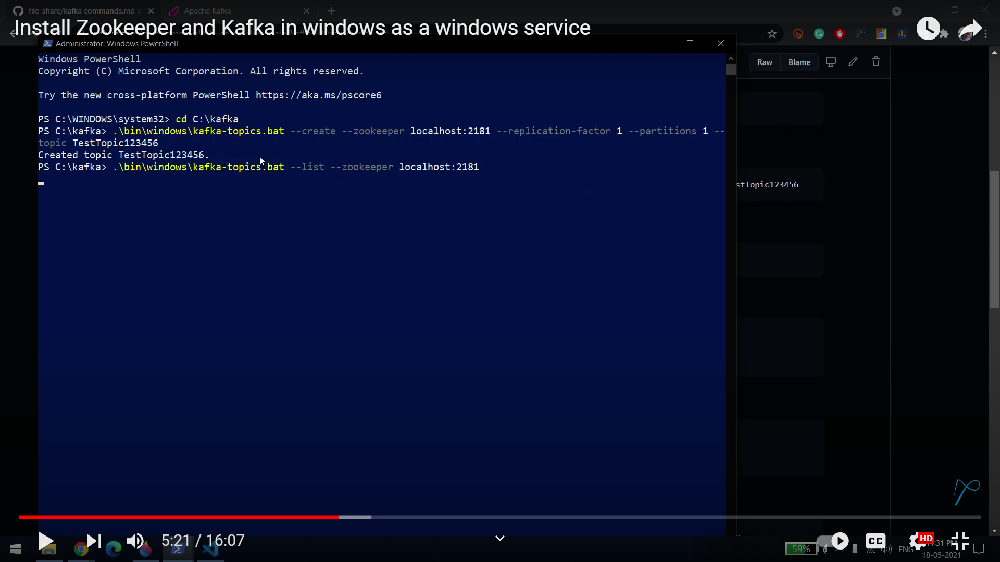 file-share/kafka commands.md a
Apache Kafka
Install Zookeeper and Kafka in windows as a windows service
Administrator: Windows PowerShell
Raw
Blame
Windows PowerShell
Copyright (C) Microsoft Corporation. All rights reserved.
Try the new cross-platform PowerShell https://aka.ms/pscore6
PS C:\WINDOWS\system32> cd C:\kafka
PS C:\kafka> .\bin\windows\kafka-topics.bat --create --zookeeper localhost:2181 --replication-factor 1 --partitions 1 --
topic TestTopic123456
Created topic TestTopic123456.
PS C:\kafka> .\bin\windows\kafka-topics.bat --list --zookeeper localhost:2181
stTopic123456
5:21 / 16:07
59%
CC
HD
ENG
:31 PM
18-05-2021